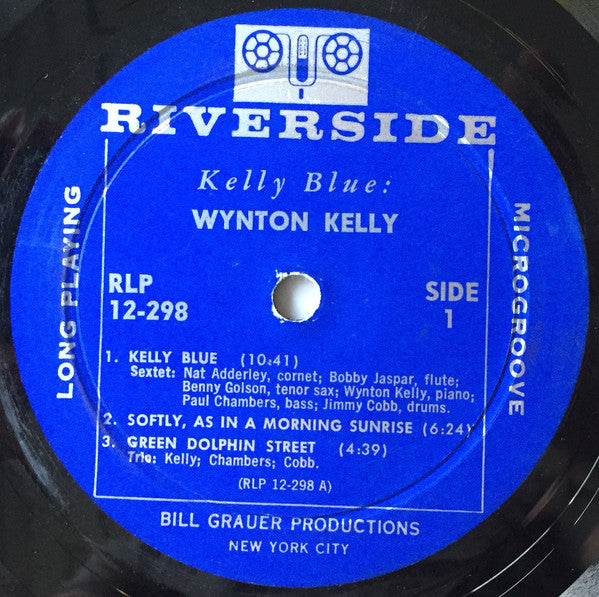 RIVERSIDE
Kelly Blue:
WYNTON KELLY
LONG PLAYING
MICROGROOVE
RLP
12-298
SIDE
1
1. KELLY BLUE (10:41)
Sextet: Nat Adderley, cornet; Bobby Jaspar, flute;
Benny Golson, tenor sax; Wynton Kelly, piano;
Paul Chambers, bass; Jimmy Cobb, drums.
2. SOFTLY, AS IN A MORNING SUNRISE (6:24)
3. GREEN DOLPHIN STREET (4:39)
Trio: Kelly; Chambers; Cobb.
(RLP 12-298 A)
BILL GRAUER PRODUCTIONS
NEW YORK CITY